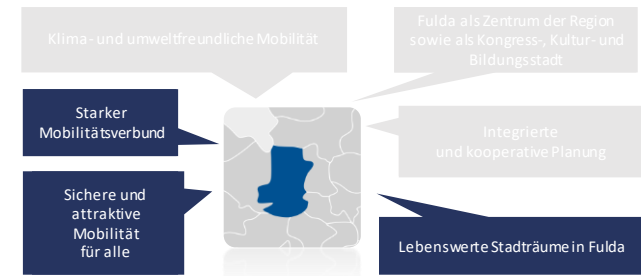 Klima- und umweltfreundliche Mobilität
Fulda als Zentrum der Region
sowie als Kongress-, Kultur- und
Bildungsstadt
Starker
Mobilitätsverbund
Integrierte
und kooperative Planung
Sichere und
attraktive
Mobilität
für alle
Lebenswerte Stadträume in Fulda